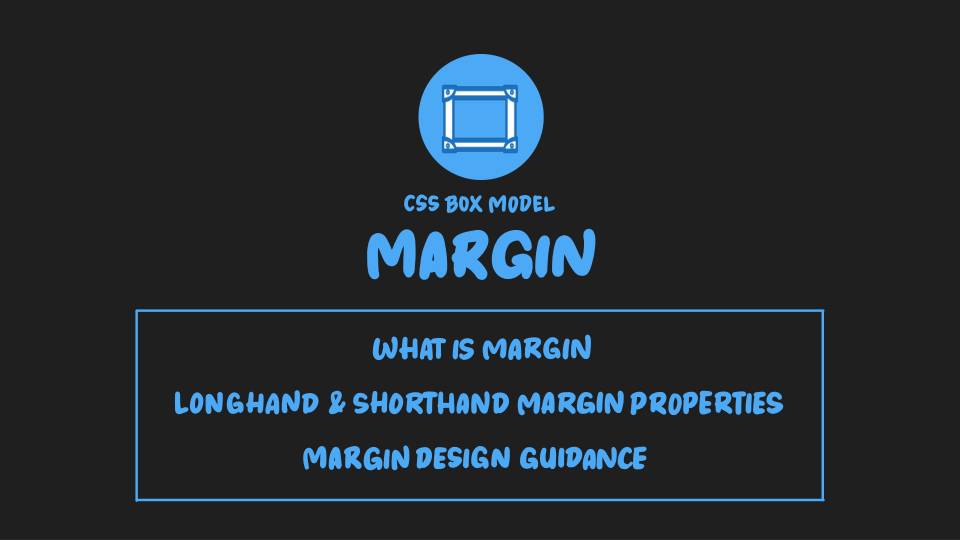 CSS BOX MODEL
MARGIN
WHAT IS MARGIN
LONGHAND & SHORTHAND MARGIN PROPERTIES
MARGIN DESIGN GUIDANCE